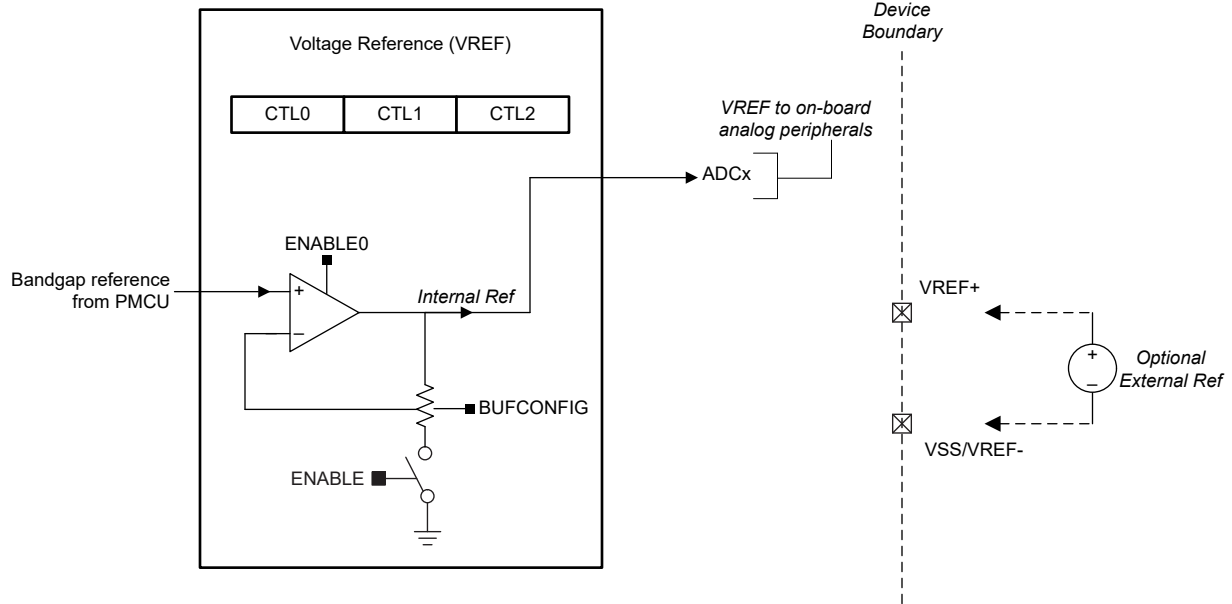 Device
Boundary
Voltage Reference (VREF)
CTL0 CTL1 CTL2
VREF to on-board
analog peripherals
ADCx
ENABLE0
Bandgap reference
from PMCU
+
–
Internal Ref
BUFCONFIG
ENABLE
VREF+
+
–
Optional
External Ref
VSS/VREF-